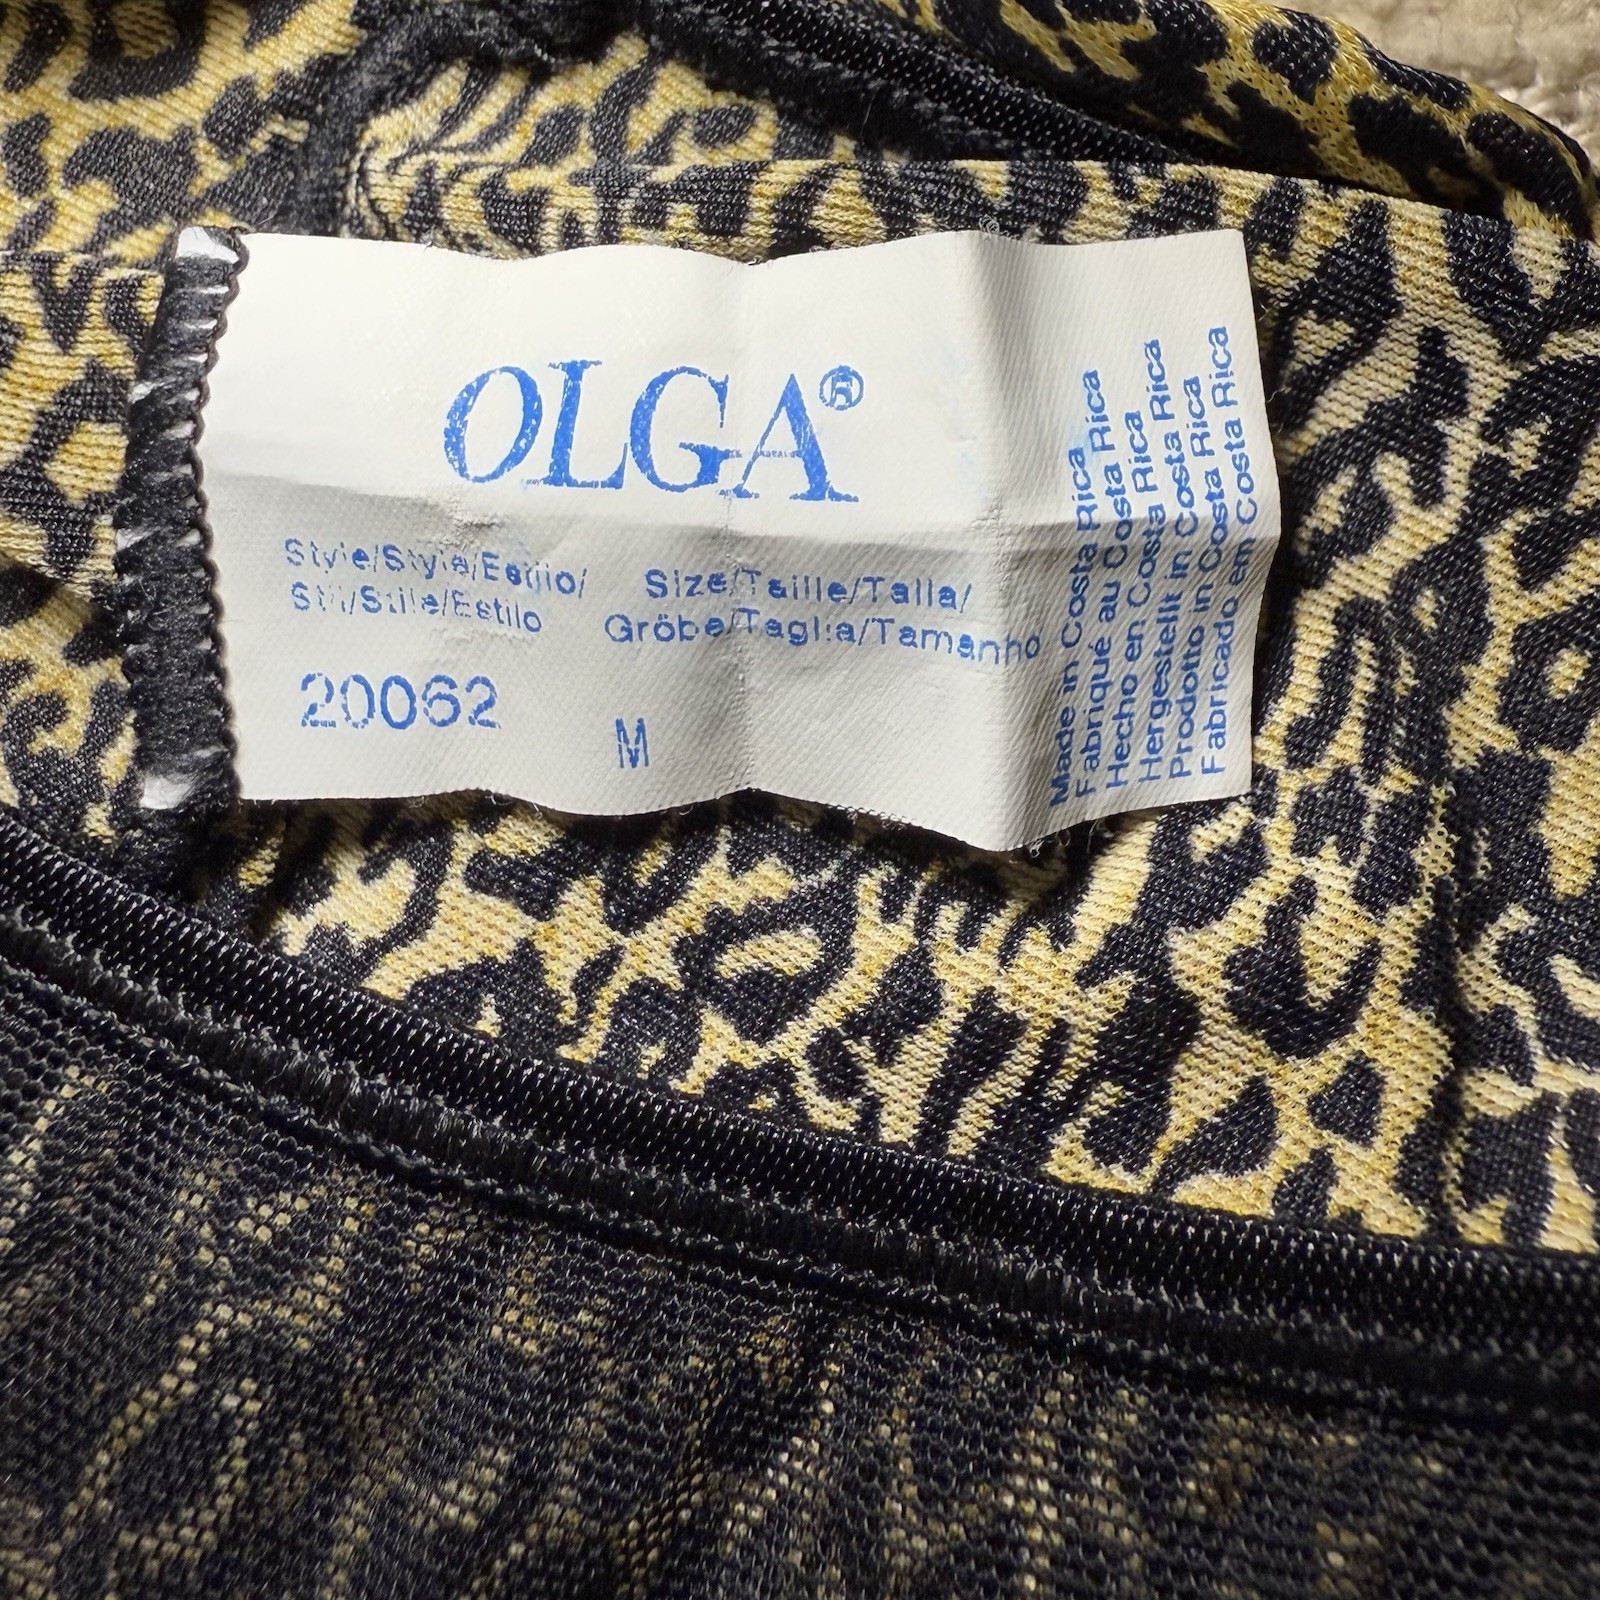 OLGA®
Style/Style/Estilo/
Stil/Stile/Estilo
Size/Taille/Talla/
Gröbe/Taglia/Tamanho
20062
M
Made in Costa Rica
Fabriqué au Costa Rica
Hecho en Costa Rica
Hergestellt in Costa Rica
Prodotto in Costa Rica
Fabricado em Costa Rica